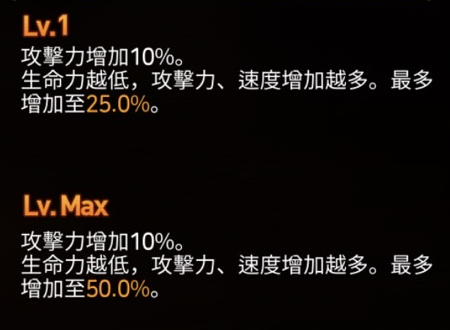 Lv.1
攻擊力增加10%。
生命力越低，攻擊力、速度增加越多。最多
增加至25.0%。
Lv. Max
攻擊力增加10%。
生命力越低，攻擊力、速度增加越多。最多
增加至50.0%。